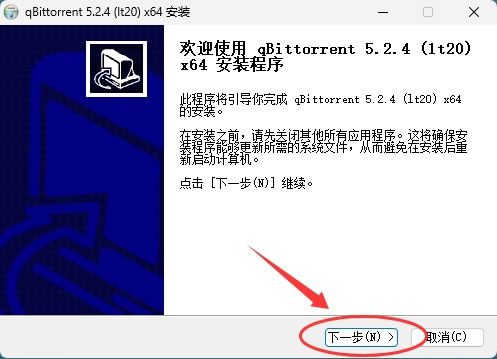 qBittorrent 5.2.4 (lt20) x64 安装
欢迎使用 qBittorrent 5.2.4 (lt20)
x64 安装程序
此程序将引导你完成 qBittorrent 5.2.4 (lt20) x64
的安装。
在安装之前，请先关闭其他所有应用程序。这将确保安
装程序能够更新所需的系统文件，从而避免在安装后重
新启动计算机。
点击 [下一步(N)] 继续。
下一步(N) >
取消(C)